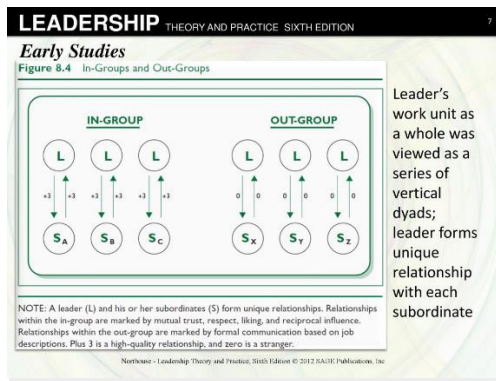 LEADERSHIP THEORY AND PRACTICE SIXTH EDITION
7
Early Studies
Figure 8.4 In-Groups and Out-Groups
IN-GROUP
OUT-GROUP
L L L L L L
+3 +3 +3 +3 +3 +3 0 0 0 0 0 0
SA SB SC SX SY SZ
NOTE: A leader (L) and his or her subordinates (S) form unique relationships. Relationships
within the in-group are marked by mutual trust, respect, liking, and reciprocal influence.
Relationships within the out-group are marked by formal communication based on job
descriptions. Plus 3 is a high-quality relationship, and zero is a stranger.
Leader's
work unit as
a whole was
viewed as a
series of
vertical
dyads;
leader forms
unique
relationship
with each
subordinate
Northouse - Leadership Theory and Practice, Sixth Edition © 2012 SAGE Publications, Inc